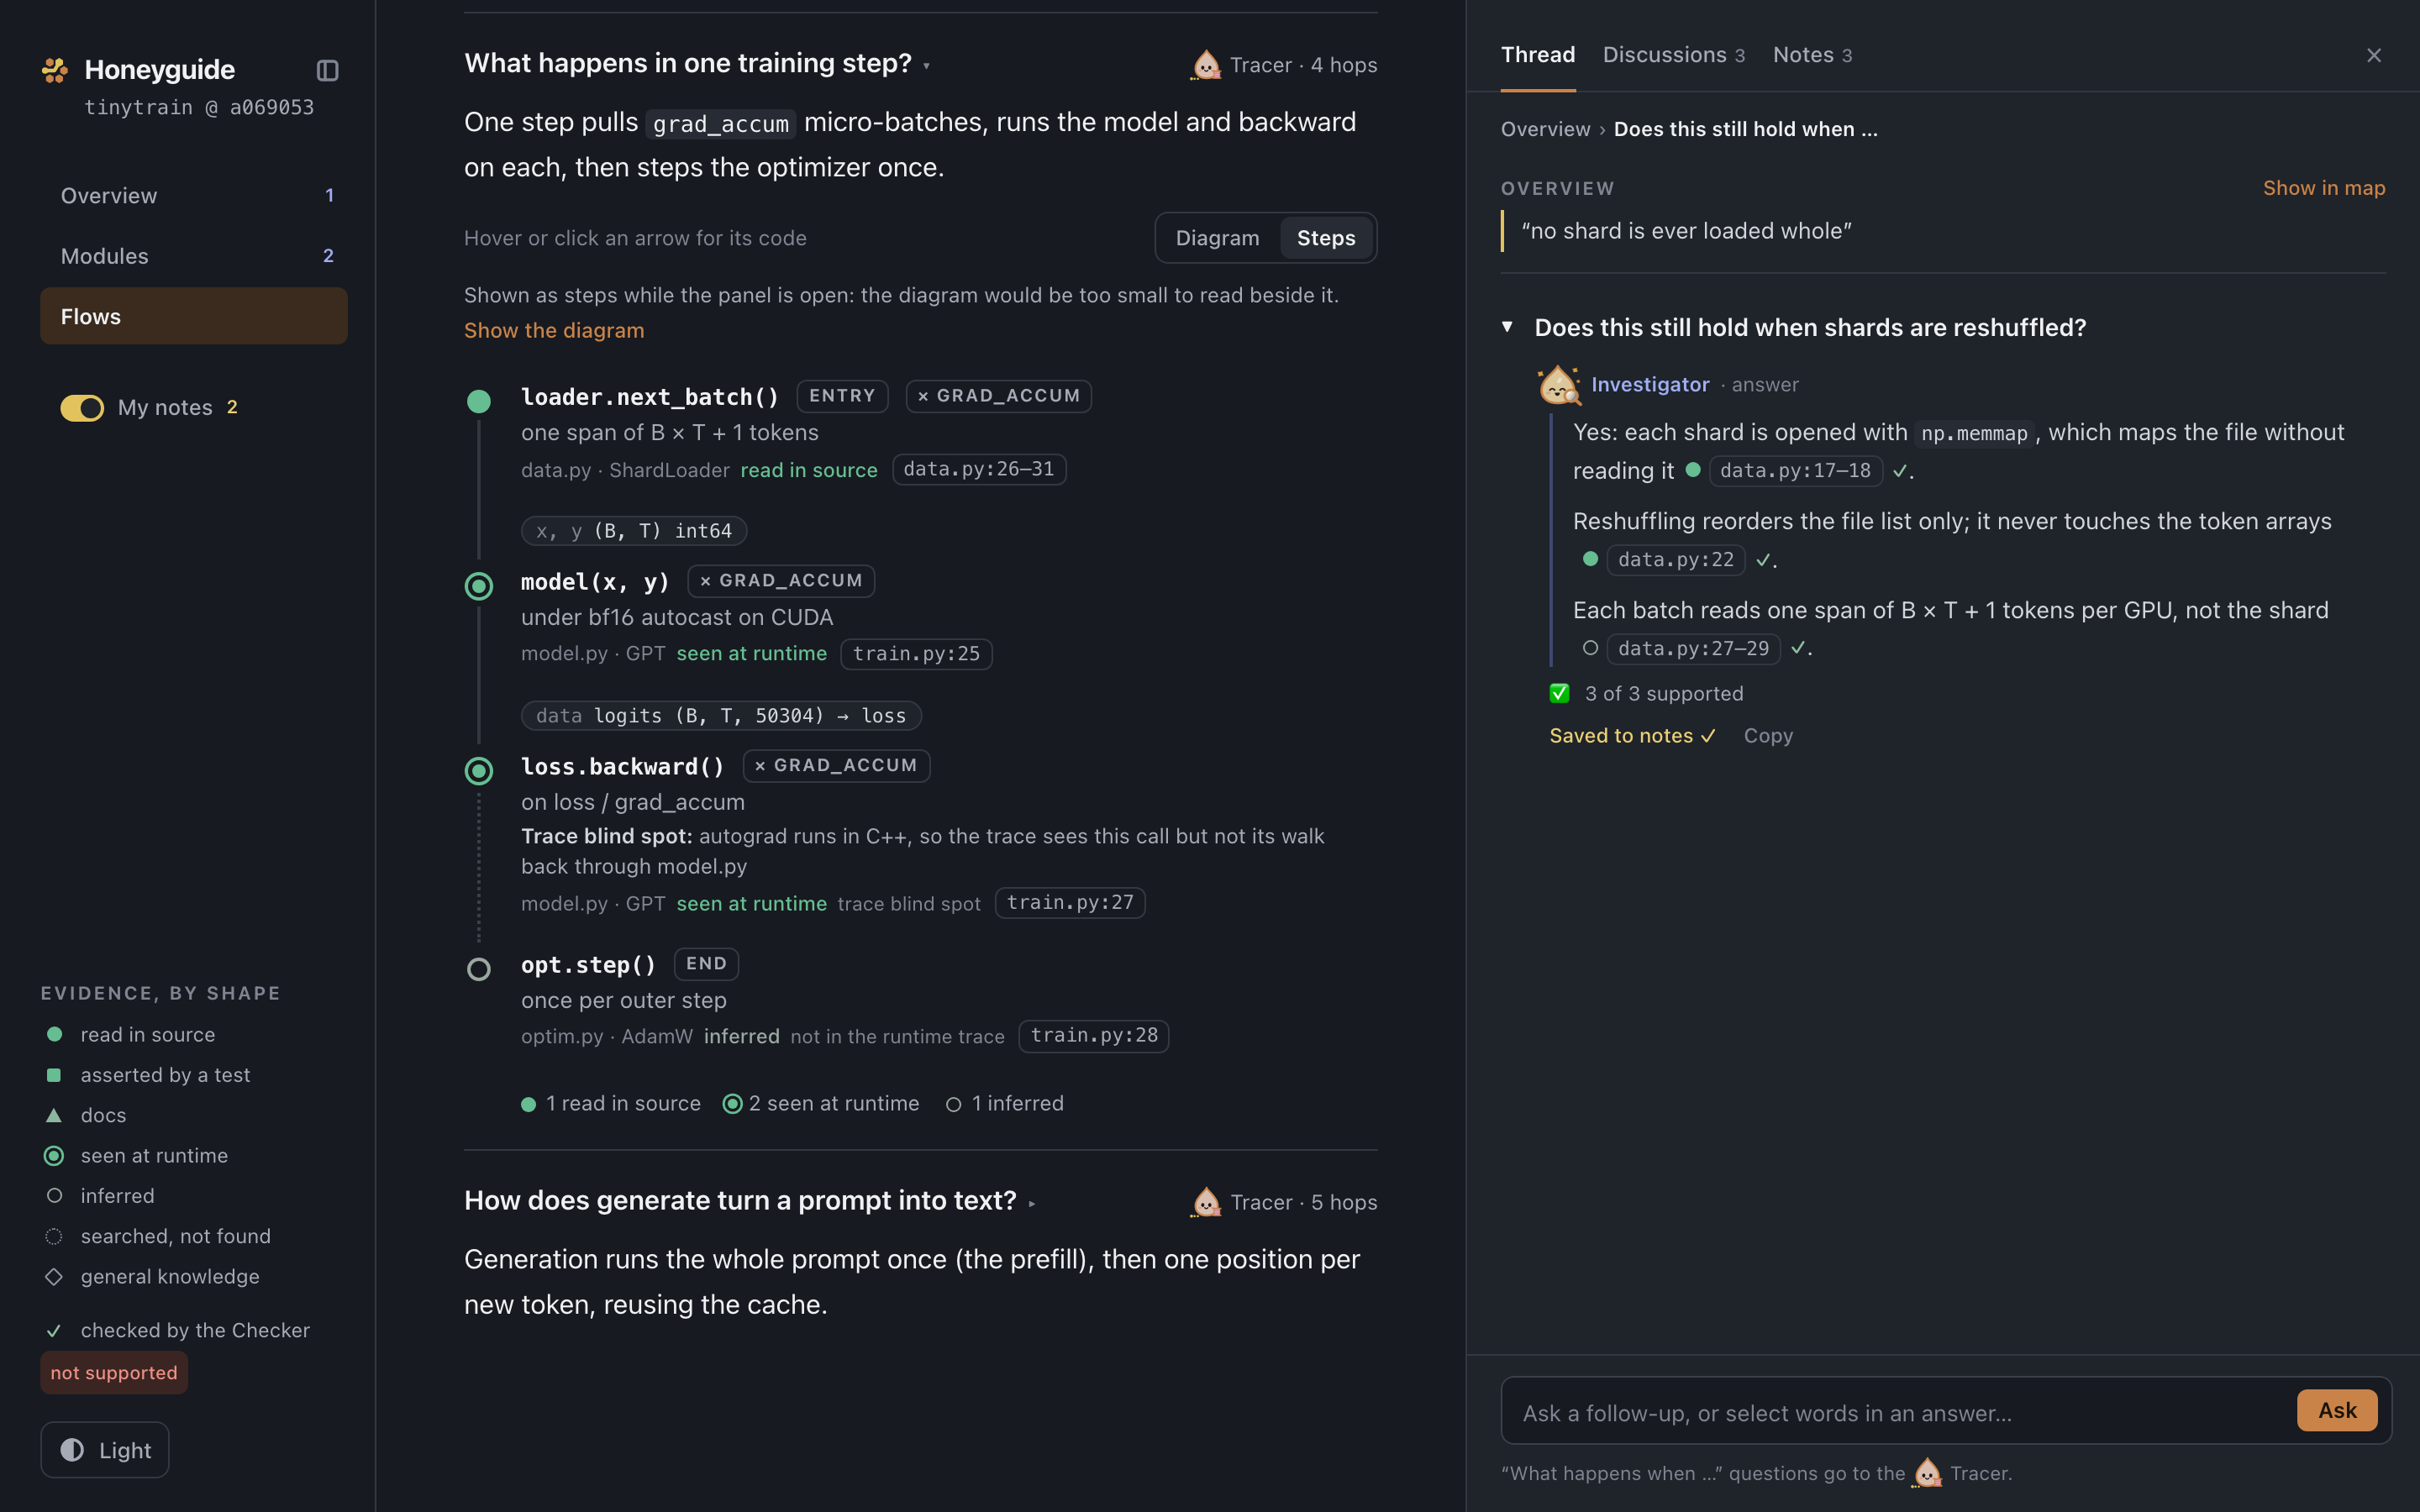 Honeyguide
tinytrain @ a069053
Overview 1
Modules 2
Flows
My notes 2
EVIDENCE, BY SHAPE
read in source
asserted by a test
docs
seen at runtime
inferred
searched, not found
general knowledge
✓ checked by the Checker
not supported
Light
What happens in one training step? ▾
Tracer · 4 hops
One step pulls grad_accum micro-batches, runs the model and backward
on each, then steps the optimizer once.
Hover or click an arrow for its code
Diagram Steps
Shown as steps while the panel is open: the diagram would be too small to read beside it.
Show the diagram
loader.next_batch() ENTRY × GRAD_ACCUM
one span of B × T + 1 tokens
data.py · ShardLoader read in source data.py:26–31
x, y (B, T) int64
model(x, y) × GRAD_ACCUM
under bf16 autocast on CUDA
model.py · GPT seen at runtime train.py:25
data logits (B, T, 50304) → loss
loss.backward() × GRAD_ACCUM
on loss / grad_accum
Trace blind spot: autograd runs in C++, so the trace sees this call but not its walk
back through model.py
model.py · GPT seen at runtime trace blind spot train.py:27
opt.step() END
once per outer step
optim.py · AdamW inferred not in the runtime trace train.py:28
1 read in source 2 seen at runtime 1 inferred
How does generate turn a prompt into text? ▸
Tracer · 5 hops
Generation runs the whole prompt once (the prefill), then one position per
new token, reusing the cache.
Thread Discussions 3 Notes 3 ×
Overview › Does this still hold when ...
OVERVIEW Show in map
“no shard is ever loaded whole”
▼ Does this still hold when shards are reshuffled?
Investigator · answer
Yes: each shard is opened with np.memmap, which maps the file without
reading it data.py:17–18 ✓.
Reshuffling reorders the file list only; it never touches the token arrays
data.py:22 ✓.
Each batch reads one span of B × T + 1 tokens per GPU, not the shard
data.py:27–29 ✓.
✅ 3 of 3 supported
Saved to notes ✓ Copy
Ask a follow-up, or select words in an answer...
Ask
“What happens when ...” questions go to the Tracer.